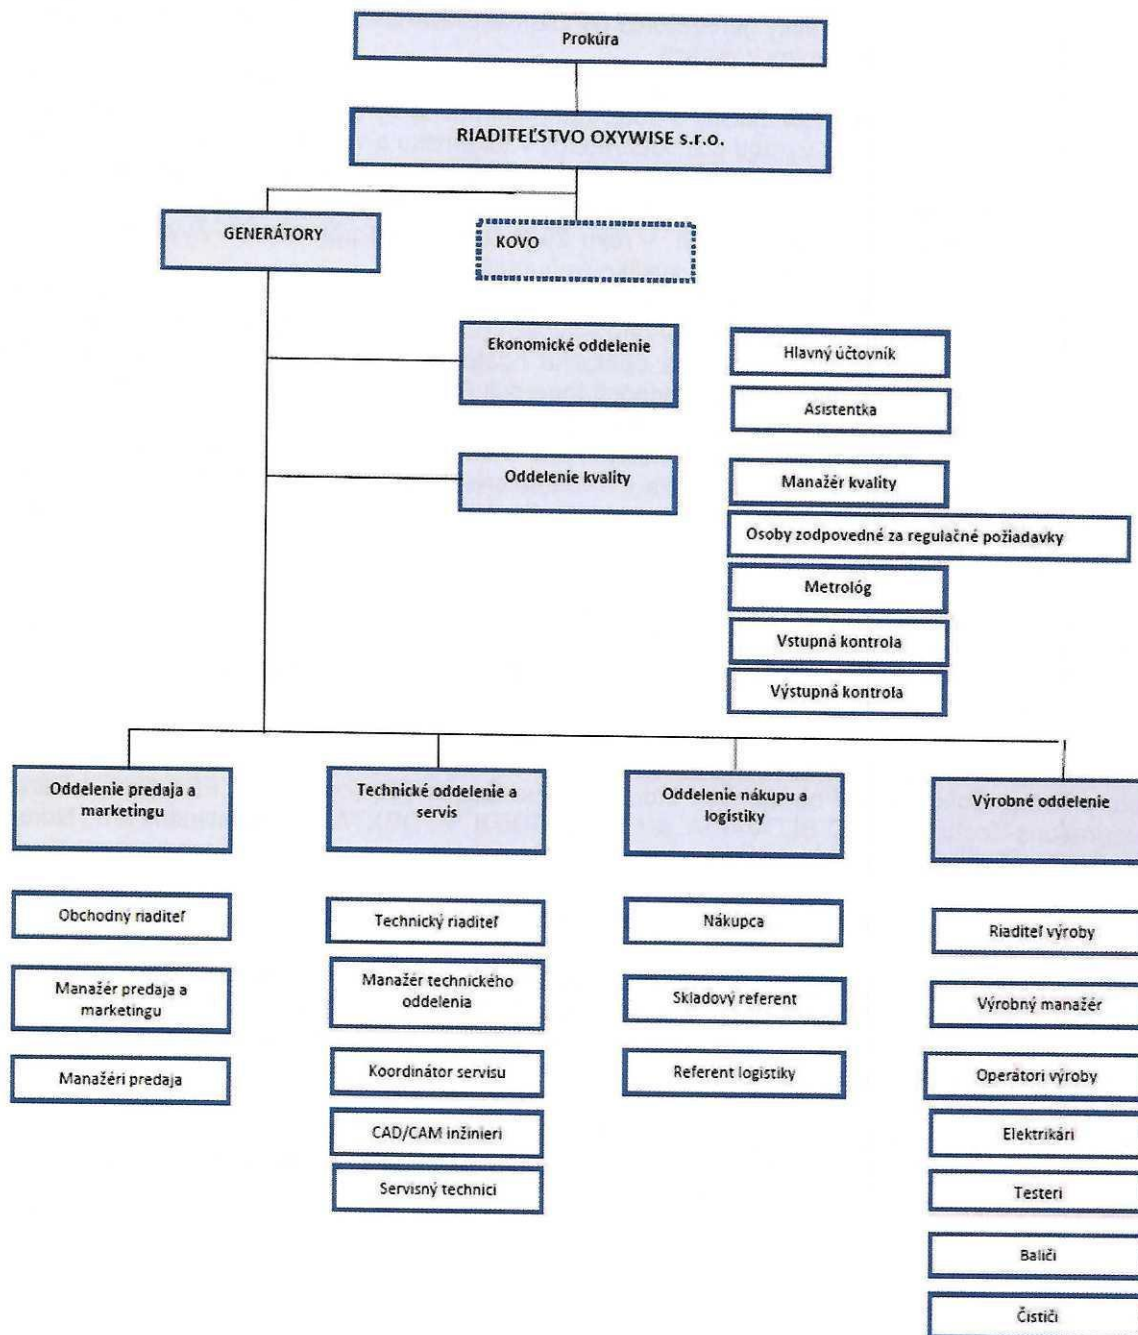 Prokúra
RIADITEĽSTVO OXYWISE s.r.o.
GENERÁTORY
KOVO
Ekonomické oddelenie
Hlavný účtovník
Asistentka
Oddelenie kvality
Manažér kvality
Osoby zodpovedné za regulačné požiadavky
Metrológ
Vstupná kontrola
Výstupná kontrola
Oddelenie predaja a
marketingu
Obchodný riaditeľ
Manažér predaja a
marketingu
Manažéri predaja
Technické oddelenie a
servis
Technický riaditeľ
Manažér technického
oddelenia
Koordinátor servisu
CAD/CAM inžinieri
Servisný technici
Oddelenie nákupu a
logistiky
Nákupca
Skladový referent
Referent logistiky
Výrobné oddelenie
Riaditeľ výroby
Výrobný manažér
Operátori výroby
Elektrikári
Testeri
Baliči
Čističi